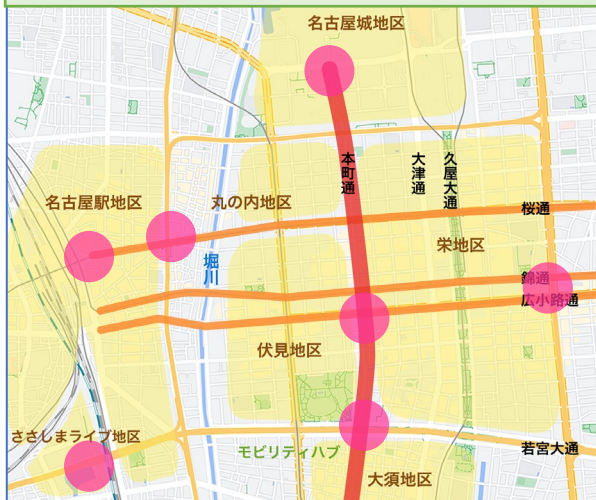 名古屋城地区
本町通
大津通
久屋大通
名古屋駅地区
丸の内地区
桜通
栄地区
堀川
錦通
広小路通
伏見地区
ささしまライブ地区
モビリティハブ
若宮大通
大須地区